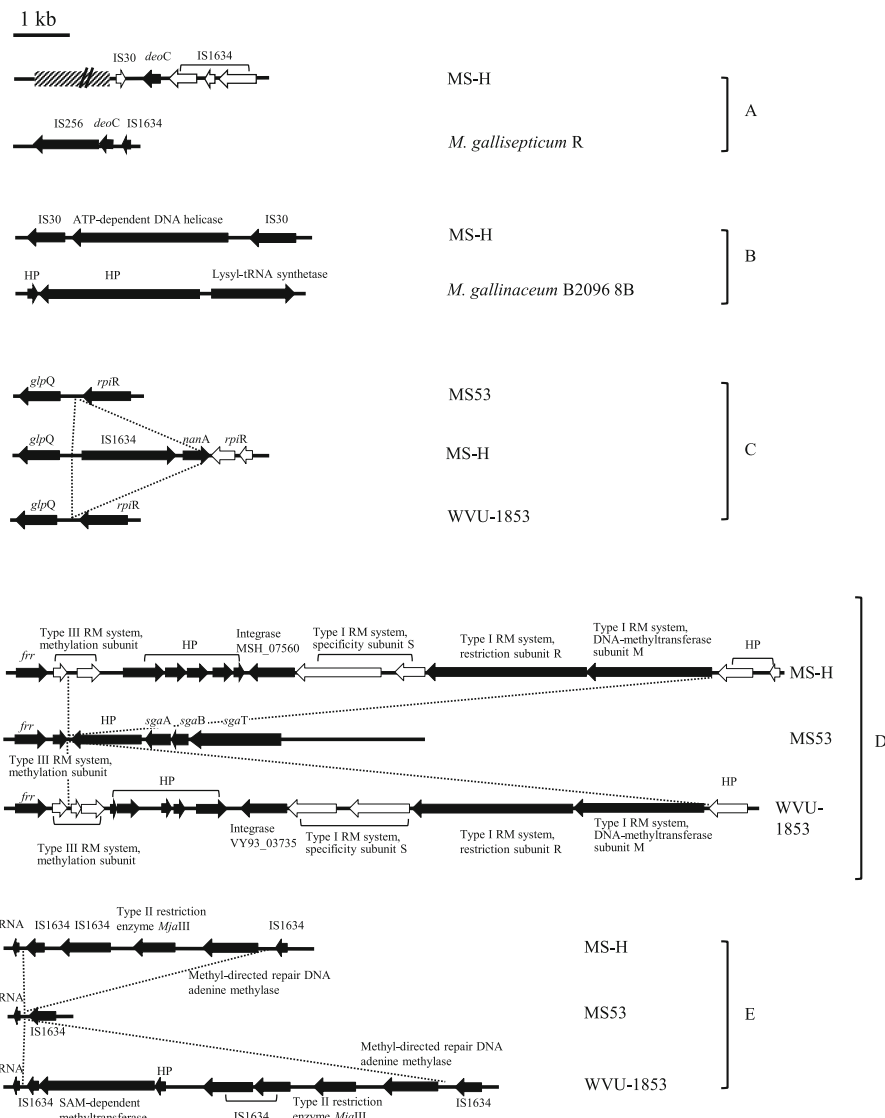 1 kb
IS30 deoC IS1634
MS-H
A
IS256 deoC IS1634
M. gallisepticum R
IS30 ATP-dependent DNA helicase IS30
MS-H
B
HP HP Lysyl-tRNA synthetase
M. gallinaceum B2096 8B
glpQ rpiR
MS53
glpQ IS1634 nanA rpiR
MS-H
C
glpQ rpiR
WVU-1853
frr
Type III RM system,
methylation subunit
HP
Integrase
MSH_07560
Type I RM system,
specificity subunit S
Type I RM system,
restriction subunit R
Type I RM system,
DNA-methyltransferase
subunit M
HP
MS-H
frr HP sgaA sgaB sgaT
MS53
D
Type III RM system,
methylation subunit
frr HP HP
WVU-
1853
Type III RM system,
methylation subunit
Integrase
VY93_03735
Type I RM system,
specificity subunit S
Type I RM system,
restriction subunit R
Type I RM system,
DNA-methyltransferase
subunit M
RNA IS1634 IS1634
Type II restriction
enzyme MjaIII
IS1634
MS-H
Methyl-directed repair DNA
adenine methylase
RNA
IS1634
MS53
E
Methyl-directed repair DNA
adenine methylase
RNA HP
WVU-1853
IS1634
SAM-dependent
methyltransferase
IS1634
Type II restriction
enzyme MjaIII
IS1634